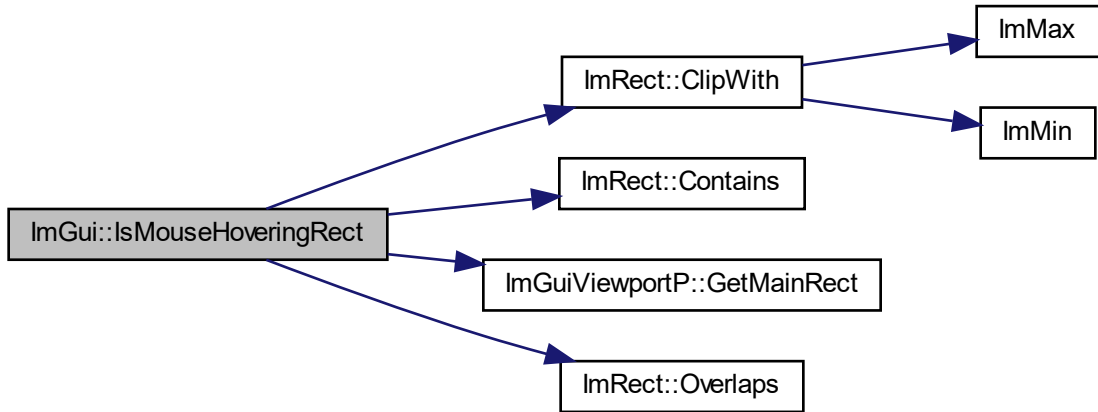 ImGui::IsMouseHoveringRect
ImRect::ClipWith
ImMax
ImMin
ImRect::Contains
ImGuiViewportP::GetMainRect
ImRect::Overlaps